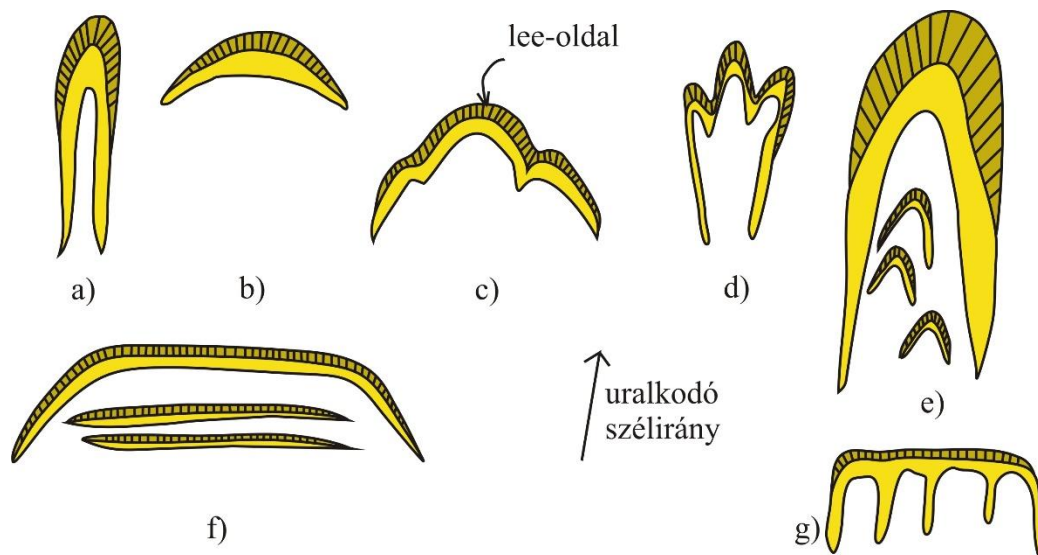 lee-oldal
a)
b)
c)
d)
e)
uralkodó
szélirány
f)
g)